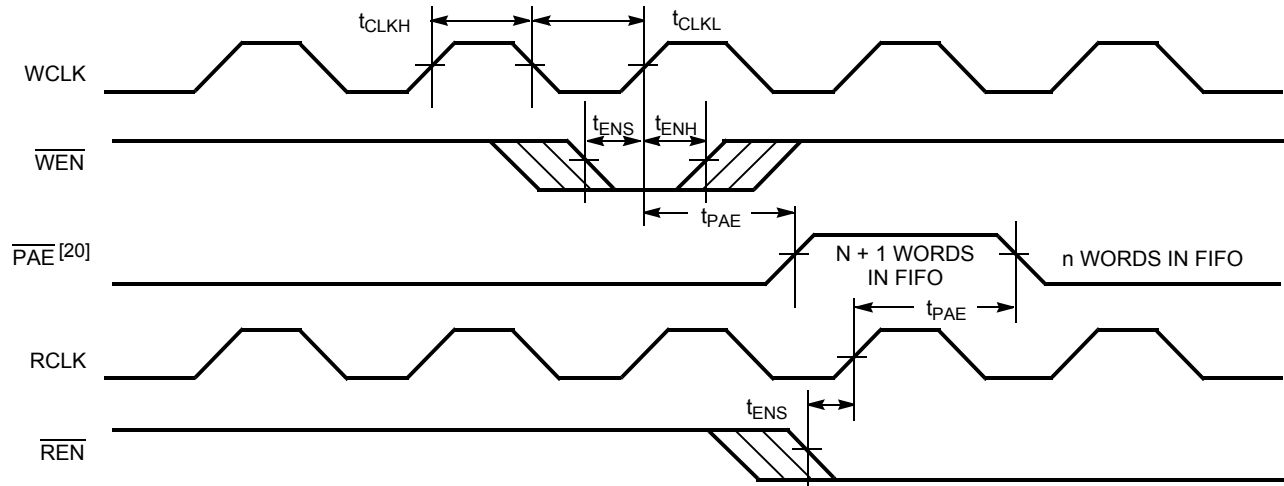 tCLKH
tCLKL
WCLK
tENS
tENH
WEN
tPAE
PAE [20]
N + 1 WORDS
IN FIFO
n WORDS IN FIFO
tPAE
RCLK
tENS
REN